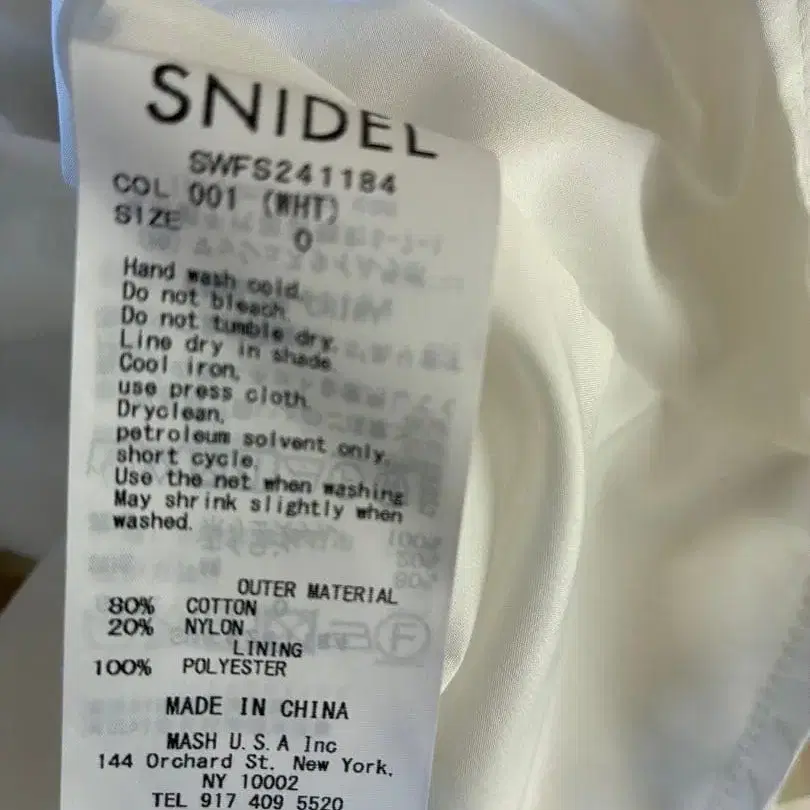 SNIDEL
SWFS241184
COL 001 (WHT)
SIZE 0
Hand wash cold.
Do not bleach.
Do not tumble dry.
Line dry in shade.
Cool iron,
use press cloth.
Dryclean,
petroleum solvent only,
short cycle.
Use the net when washing.
May shrink slightly when
washed.
OUTER MATERIAL
80% COTTON
20% NYLON
LINING
100% POLYESTER
MADE IN CHINA
MASH U.S.A Inc
144 Orchard St. New York,
NY 10002
TEL 917 409 5520